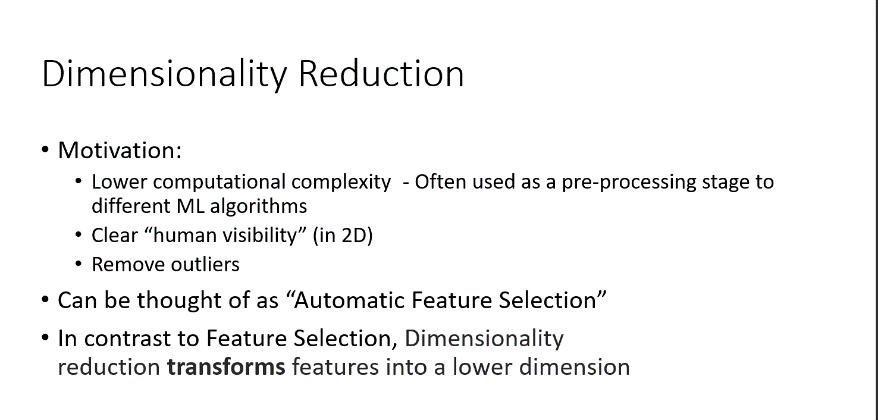 Dimensionality Reduction
• Motivation:
• Lower computational complexity - Often used as a pre-processing stage to
different ML algorithms
• Clear “human visibility” (in 2D)
• Remove outliers
• Can be thought of as “Automatic Feature Selection”
• In contrast to Feature Selection, Dimensionality
reduction transforms features into a lower dimension